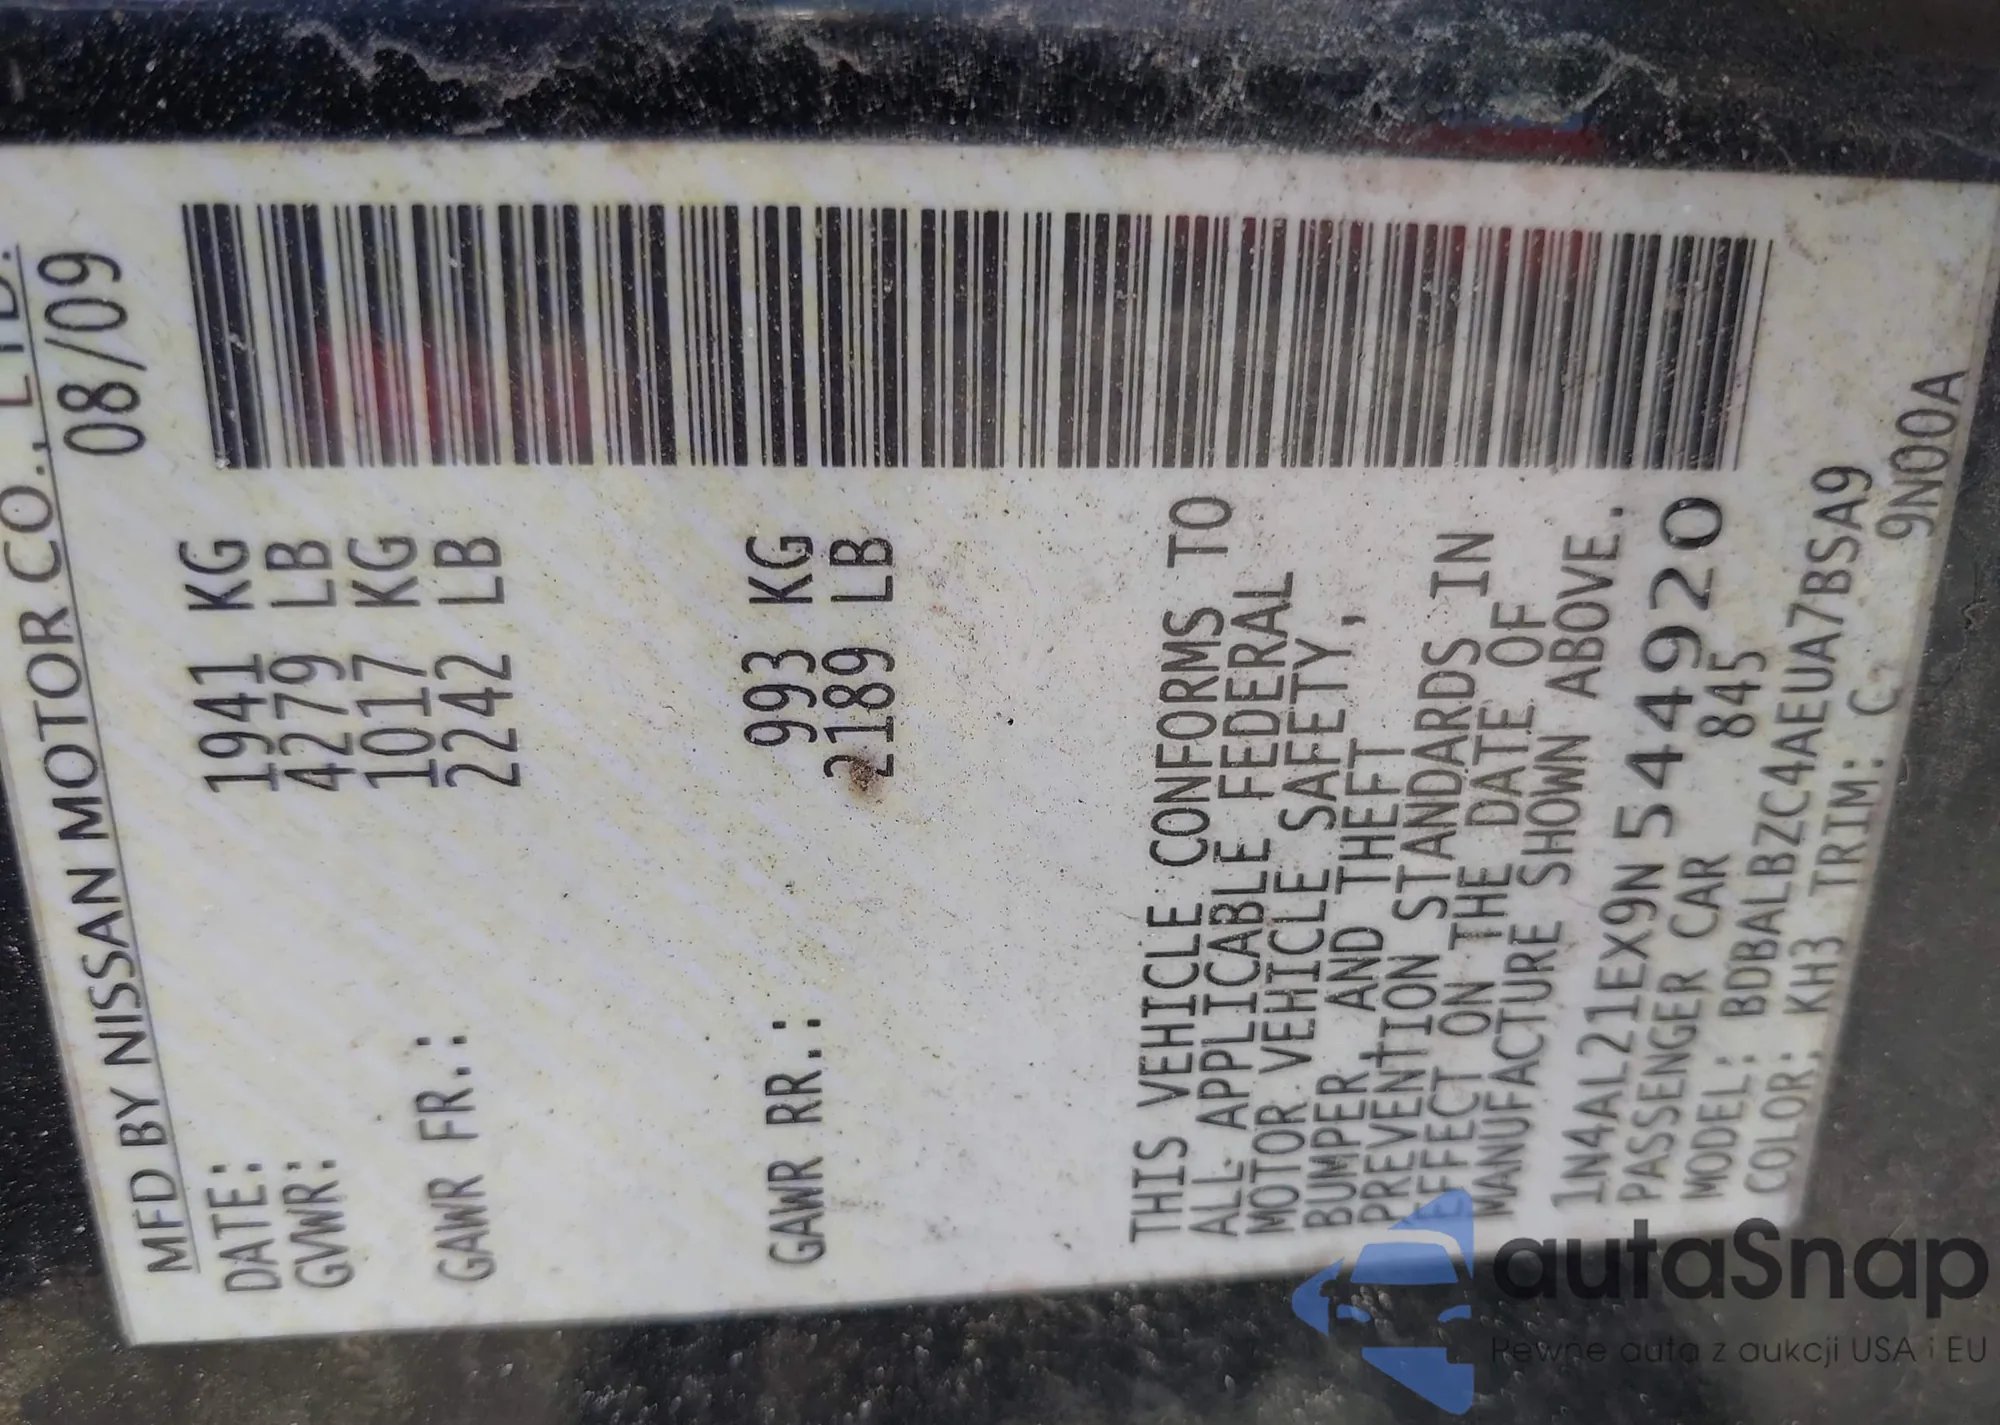 MFD BY NISSAN MOTOR CO., LTD.
DATE: 08/09
GVWR: 1941 KG
4279 LB
GAWR FR.: 1017 KG
2242 LB
GAWR RR.: 993 KG
2189 LB
THIS VEHICLE CONFORMS TO
ALL APPLICABLE FEDERAL
MOTOR VEHICLE SAFETY,
BUMPER, AND THEFT
PREVENTION STANDARDS IN
EFFECT ON THE DATE OF
MANUFACTURE SHOWN ABOVE.
1N4AL21EX9N544920
PASSENGER CAR 845
MODEL: BDBALBZC4AEUA7BSA9
COLOR: KH3 TRIM: C
9N00A
autaSnap
Pewne auta z aukcji USA i EU